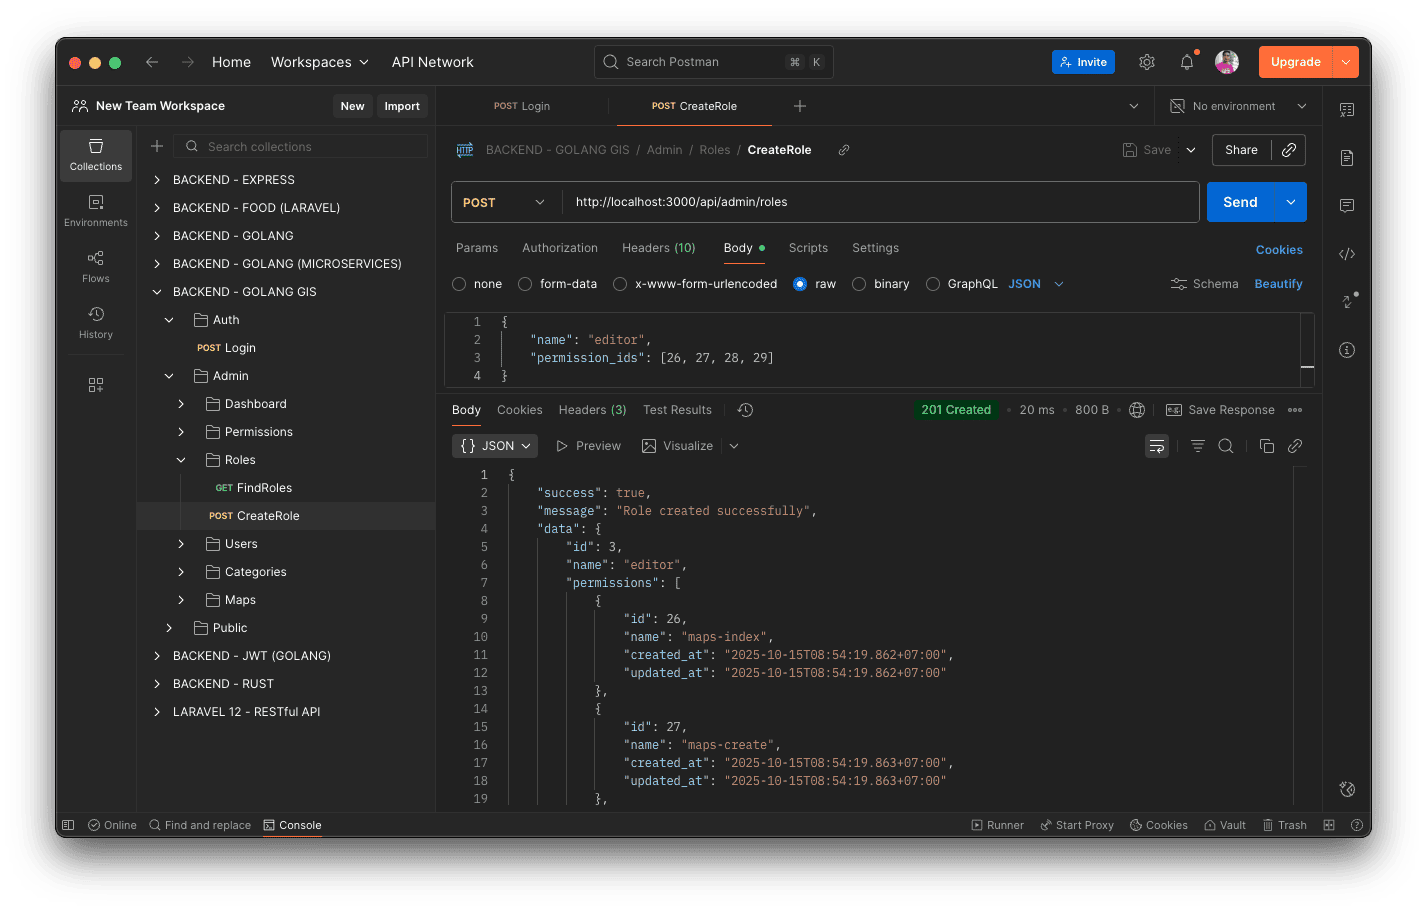 Home Workspaces API Network Search Postman ⌘ K Invite Upgrade
New Team Workspace New Import
POST Login POST CreateRole No environment
Collections
Environments
Flows
History
Search collections
BACKEND - EXPRESS
BACKEND - FOOD (LARAVEL)
BACKEND - GOLANG
BACKEND - GOLANG (MICROSERVICES)
BACKEND - GOLANG GIS
Auth
POST Login
Admin
Dashboard
Permissions
Roles
GET FindRoles
POST CreateRole
Users
Categories
Maps
Public
BACKEND - JWT (GOLANG)
BACKEND - RUST
LARAVEL 12 - RESTful API
HTTP BACKEND - GOLANG GIS / Admin / Roles / CreateRole Save Share
POST http://localhost:3000/api/admin/roles Send
Params Authorization Headers (10) Body Scripts Settings Cookies
none form-data x-www-form-urlencoded raw binary GraphQL JSON Schema Beautify
1 {
2 "name": "editor",
3 "permission_ids": [26, 27, 28, 29]
4 }
Body Cookies Headers (3) Test Results 201 Created 20 ms 800 B e.g. Save Response
{} JSON Preview Visualize
1 {
2 "success": true,
3 "message": "Role created successfully",
4 "data": {
5 "id": 3,
6 "name": "editor",
7 "permissions": [
8 {
9 "id": 26,
10 "name": "maps-index",
11 "created_at": "2025-10-15T08:54:19.862+07:00",
12 "updated_at": "2025-10-15T08:54:19.862+07:00"
13 },
14 {
15 "id": 27,
16 "name": "maps-create",
17 "created_at": "2025-10-15T08:54:19.863+07:00",
18 "updated_at": "2025-10-15T08:54:19.863+07:00"
19 },
Online Find and replace Console Runner Start Proxy Cookies Vault Trash